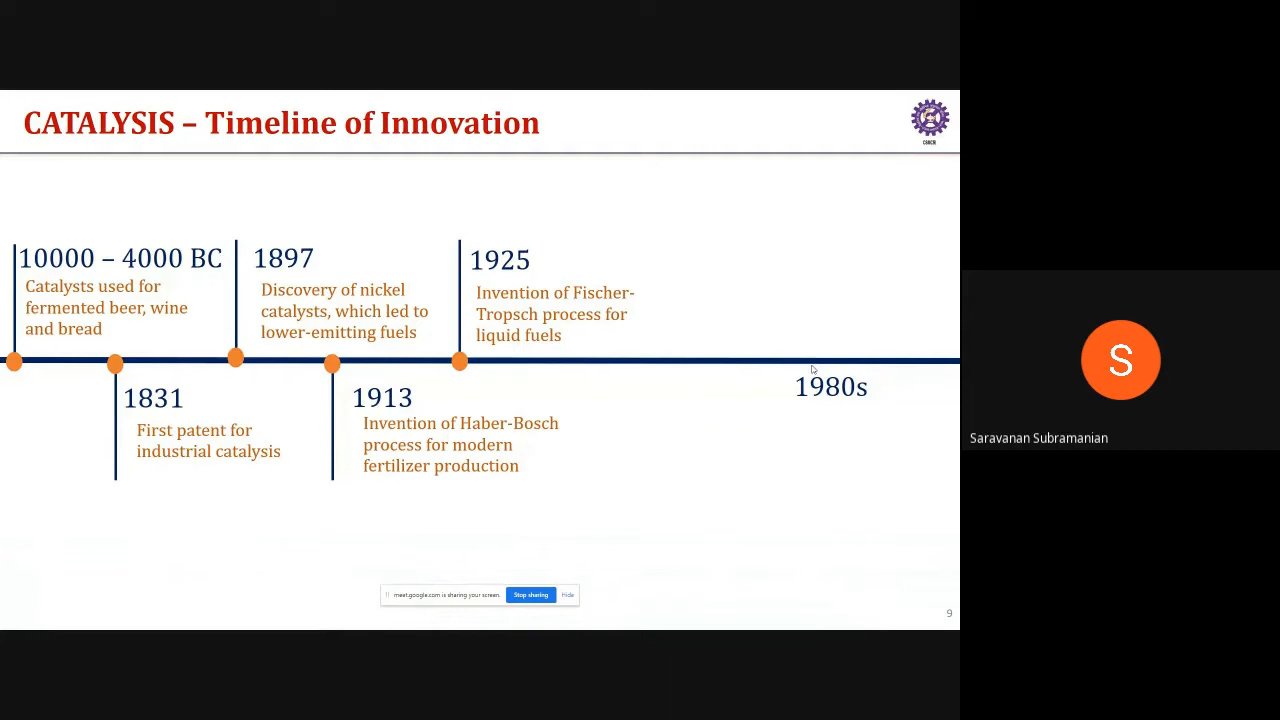 CATALYSIS – Timeline of Innovation
CSMCRI
10000 – 4000 BC
Catalysts used for
fermented beer, wine
and bread
1897
Discovery of nickel
catalysts, which led to
lower-emitting fuels
1925
Invention of Fischer-
Tropsch process for
liquid fuels
1831
First patent for
industrial catalysis
1913
Invention of Haber-Bosch
process for modern
fertilizer production
1980s
meet.google.com is sharing your screen.
Stop sharing
Hide
9
S
Saravanan Subramanian